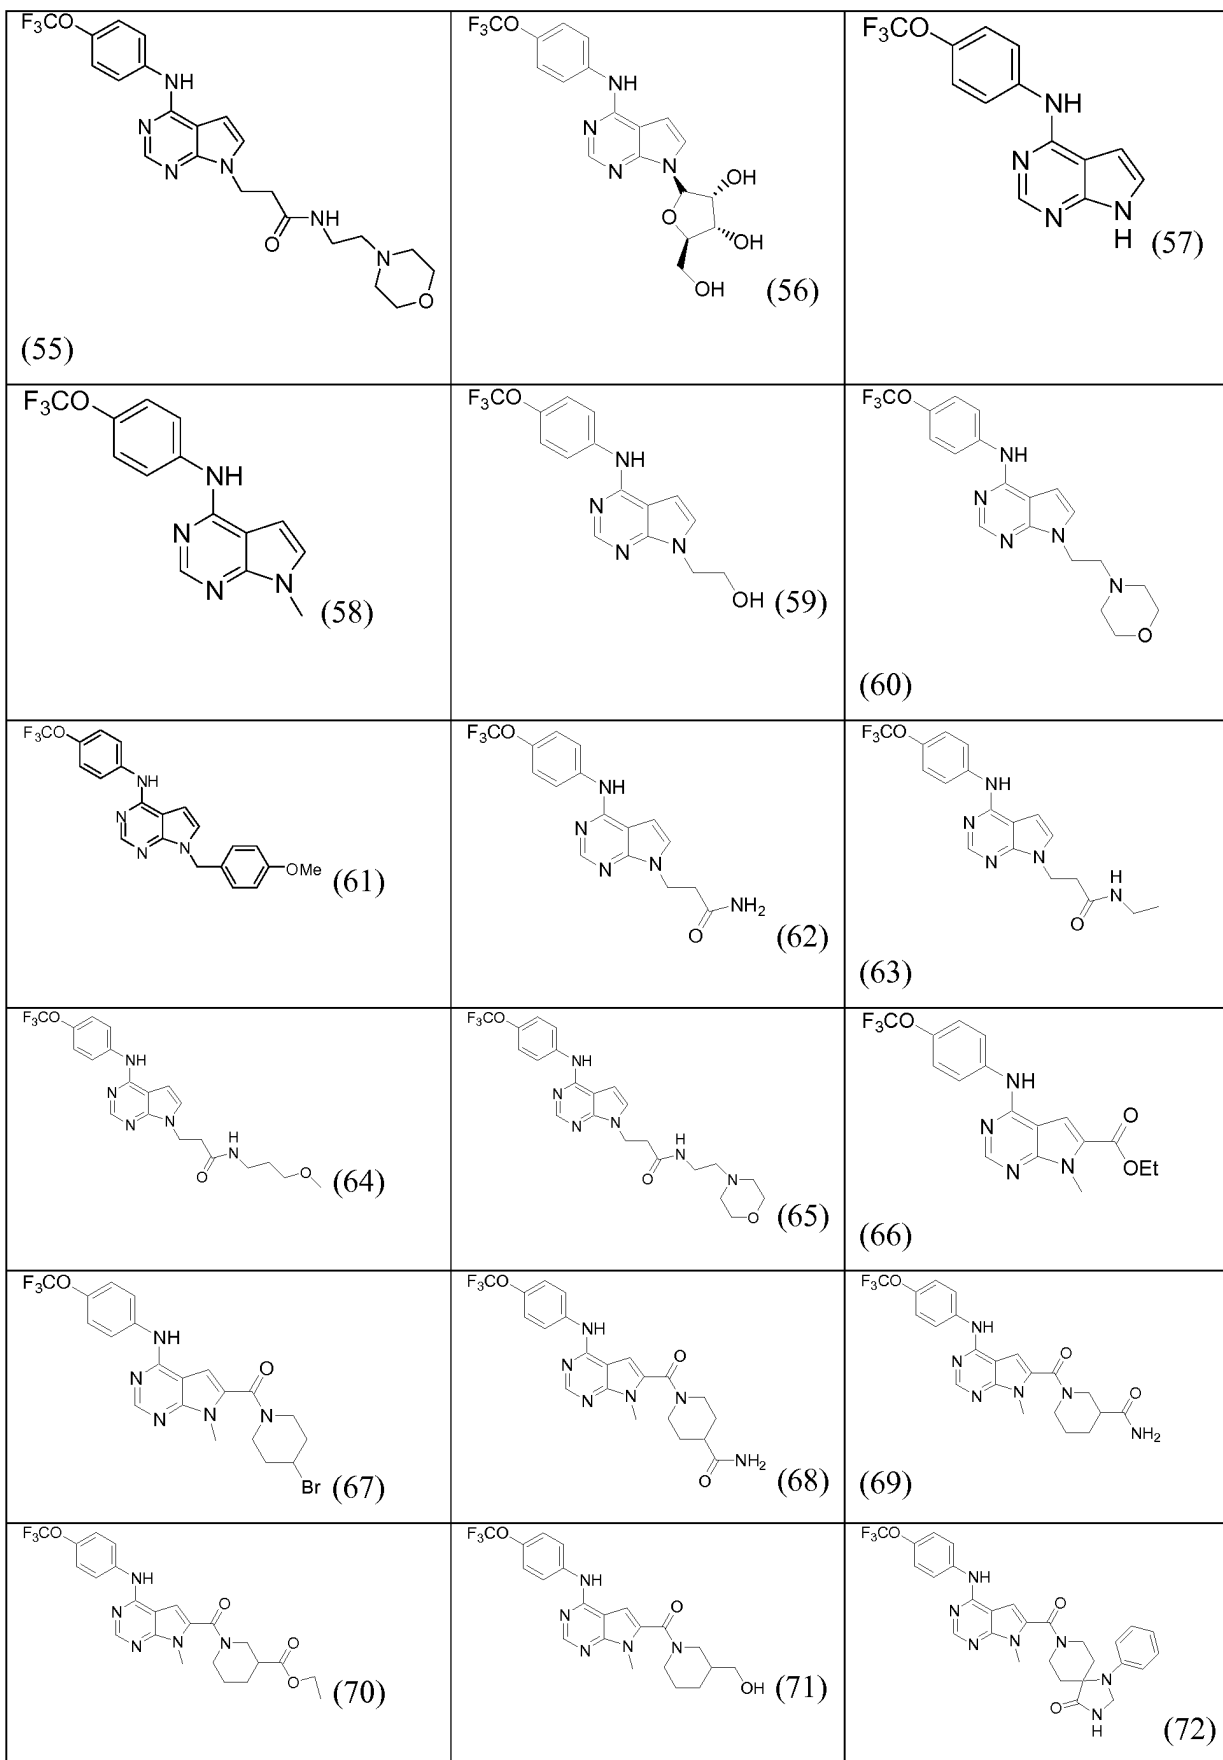 F₃CO
NH
N
N
N
O
NH
N
O
(55)
F₃CO
NH
N
N
N
OH
O
OH
OH
(56)
F₃CO
NH
N
N
N
H
(57)
F₃CO
NH
N
N
N
(58)
F₃CO
NH
N
N
N
OH
(59)
F₃CO
NH
N
N
N
N
O
(60)
F₃CO
NH
N
N
N
OMe
(61)
F₃CO
NH
N
N
N
NH₂
O
(62)
F₃CO
NH
N
N
N
H
N
O
(63)
F₃CO
NH
N
N
N
H
N
O
O
(64)
F₃CO
NH
N
N
N
H
N
O
N
O
(65)
F₃CO
NH
N
N
N
O
OEt
(66)
F₃CO
NH
N
O
N
N
N
Br
(67)
F₃CO
NH
O
N
N
N
N
NH₂
O
(68)
F₃CO
NH
O
N
N
N
N
O
NH₂
(69)
F₃CO
NH
O
N
N
N
N
O
O
(70)
F₃CO
NH
O
N
N
N
N
OH
(71)
F₃CO
NH
O
N
N
N
N
N
O
N
H
(72)